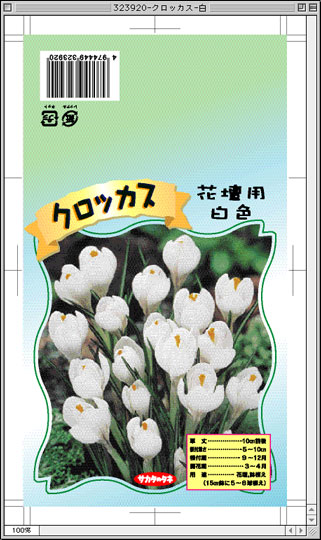 323920-クロッカス-白
4 974449 323920
クロッカス
花壇用
白色
草　丈…………10cm前後
植付深さ…………5～10cm
植付期…………9～12月
開花期…………3～4月
用　途………花壇、鉢植え
(15cm鉢に5～6球植え)
サカタのタネ
100%